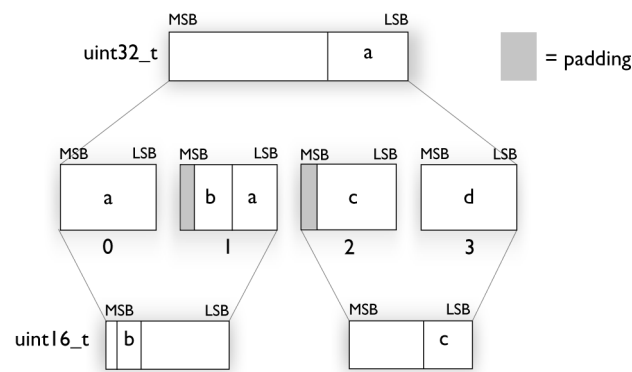 MSB LSB
uint32_t a = padding
MSB LSB MSB LSB MSB LSB MSB LSB
a b a c d
0 1 2 3
MSB LSB MSB LSB
uint16_t b c